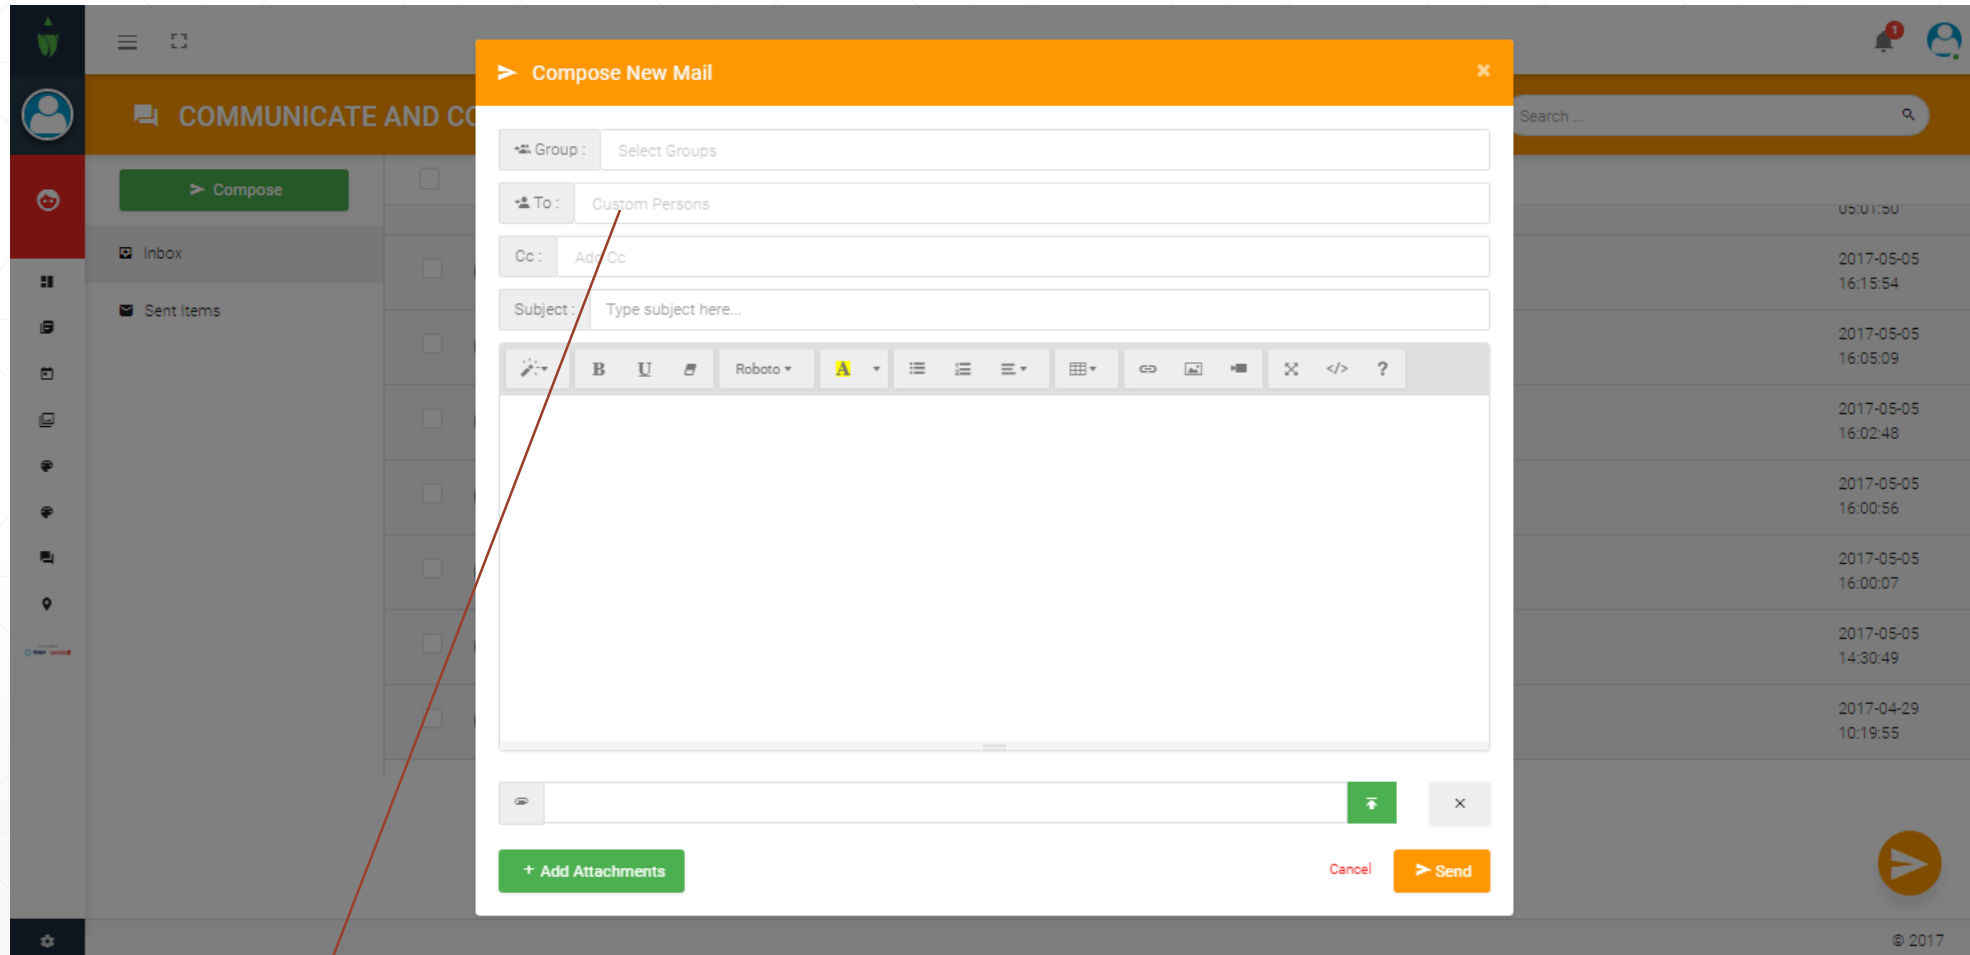 1
Compose New Mail
×
COMMUNICATE AND CO
Search ...
Group :
Select Groups
Compose
To :
Custom Persons
05:01:50
Inbox
Cc :
Add Cc
2017-05-05
16:15:54
Sent Items
Subject :
Type subject here...
2017-05-05
16:05:09
B U Roboto A </> ?
2017-05-05
16:02:48
2017-05-05
16:00:56
2017-05-05
16:00:07
2017-05-05
14:30:49
2017-04-29
10:19:55
×
+ Add Attachments
Cancel
Send
© 2017